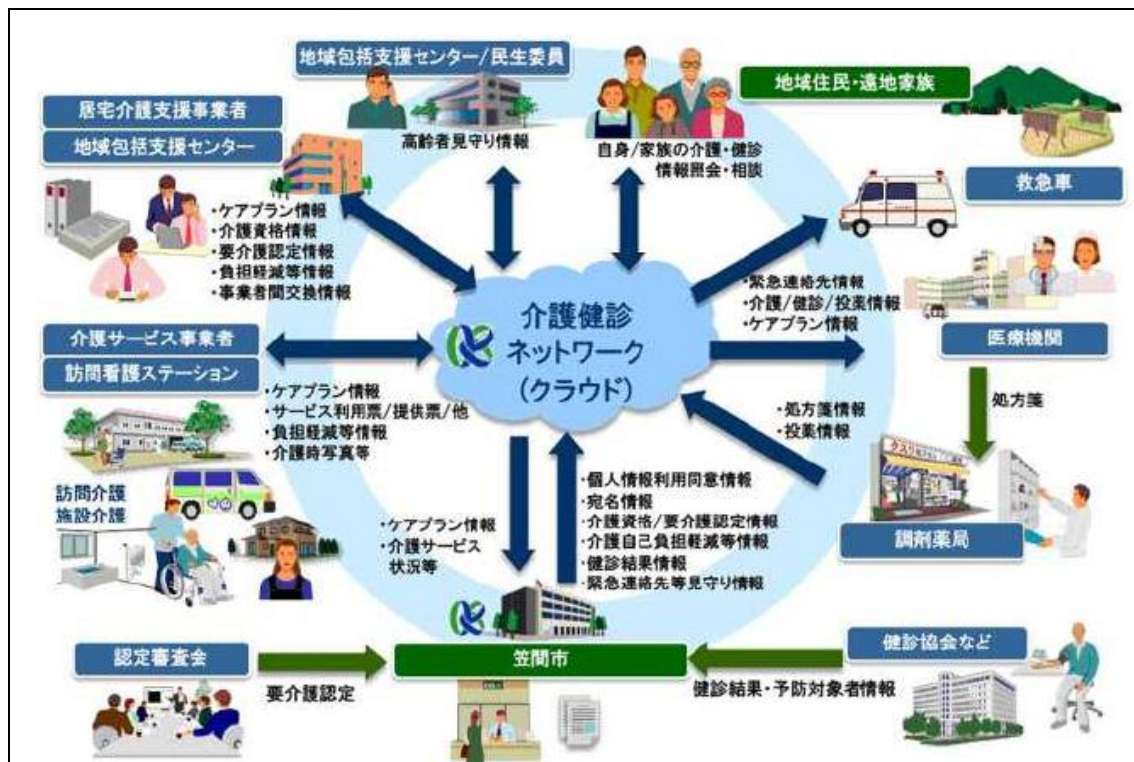 地域包括支援センター/民生委員
高齢者見守り情報
自身/家族の介護・健診
情報照会・相談
地域住民・遠地家族
居宅介護支援事業者
地域包括支援センター
・ケアプラン情報
・介護資格情報
・要介護認定情報
・負担軽減等情報
・事業者間交換情報
救急車
・緊急連絡先情報
・介護/健診/投薬情報
・ケアプラン情報
医療機関
介護健診
ネットワーク
(クラウド)
介護サービス事業者
訪問看護ステーション
・ケアプラン情報
・サービス利用票/提供票/他
・負担軽減等情報
・介護時写真等
訪問介護
施設介護
処方箋
・処方箋情報
・投薬情報
調剤薬局
・ケアプラン情報
・介護サービス
状況等
・個人情報利用同意情報
・宛名情報
・介護資格/要介護認定情報
・介護自己負担軽減等情報
・健診結果情報
・緊急連絡先等見守り情報
認定審査会
要介護認定
笠間市
健診協会など
健診結果・予防対象者情報